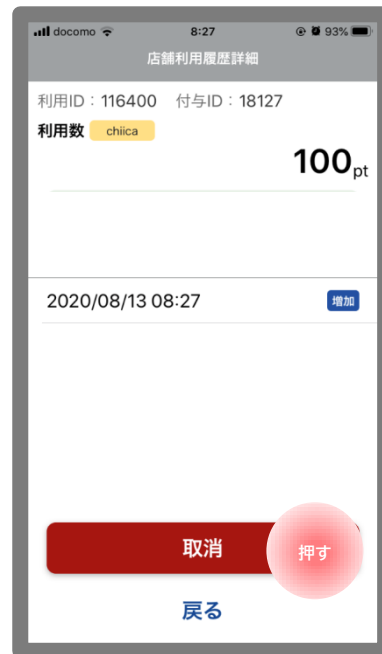 docomo 8:27 93%
店舗利用履歴詳細
利用ID：116400 付与ID：18127
利用数 chiica
100pt
2020/08/13 08:27 増加
取消 押す
戻る